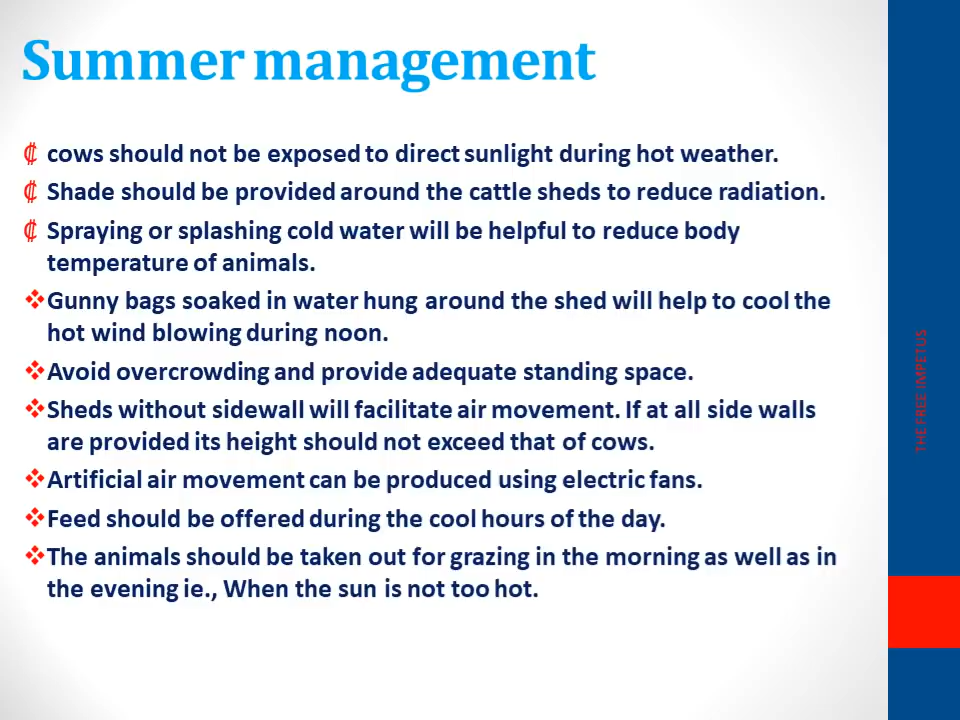 Summer management
₡ cows should not be exposed to direct sunlight during hot weather.
₡ Shade should be provided around the cattle sheds to reduce radiation.
₡ Spraying or splashing cold water will be helpful to reduce body
temperature of animals.
❖Gunny bags soaked in water hung around the shed will help to cool the
hot wind blowing during noon.
❖Avoid overcrowding and provide adequate standing space.
❖Sheds without sidewall will facilitate air movement. If at all side walls
are provided its height should not exceed that of cows.
❖Artificial air movement can be produced using electric fans.
❖Feed should be offered during the cool hours of the day.
❖The animals should be taken out for grazing in the morning as well as in
the evening ie., When the sun is not too hot.
THE FREE IMPETUS.